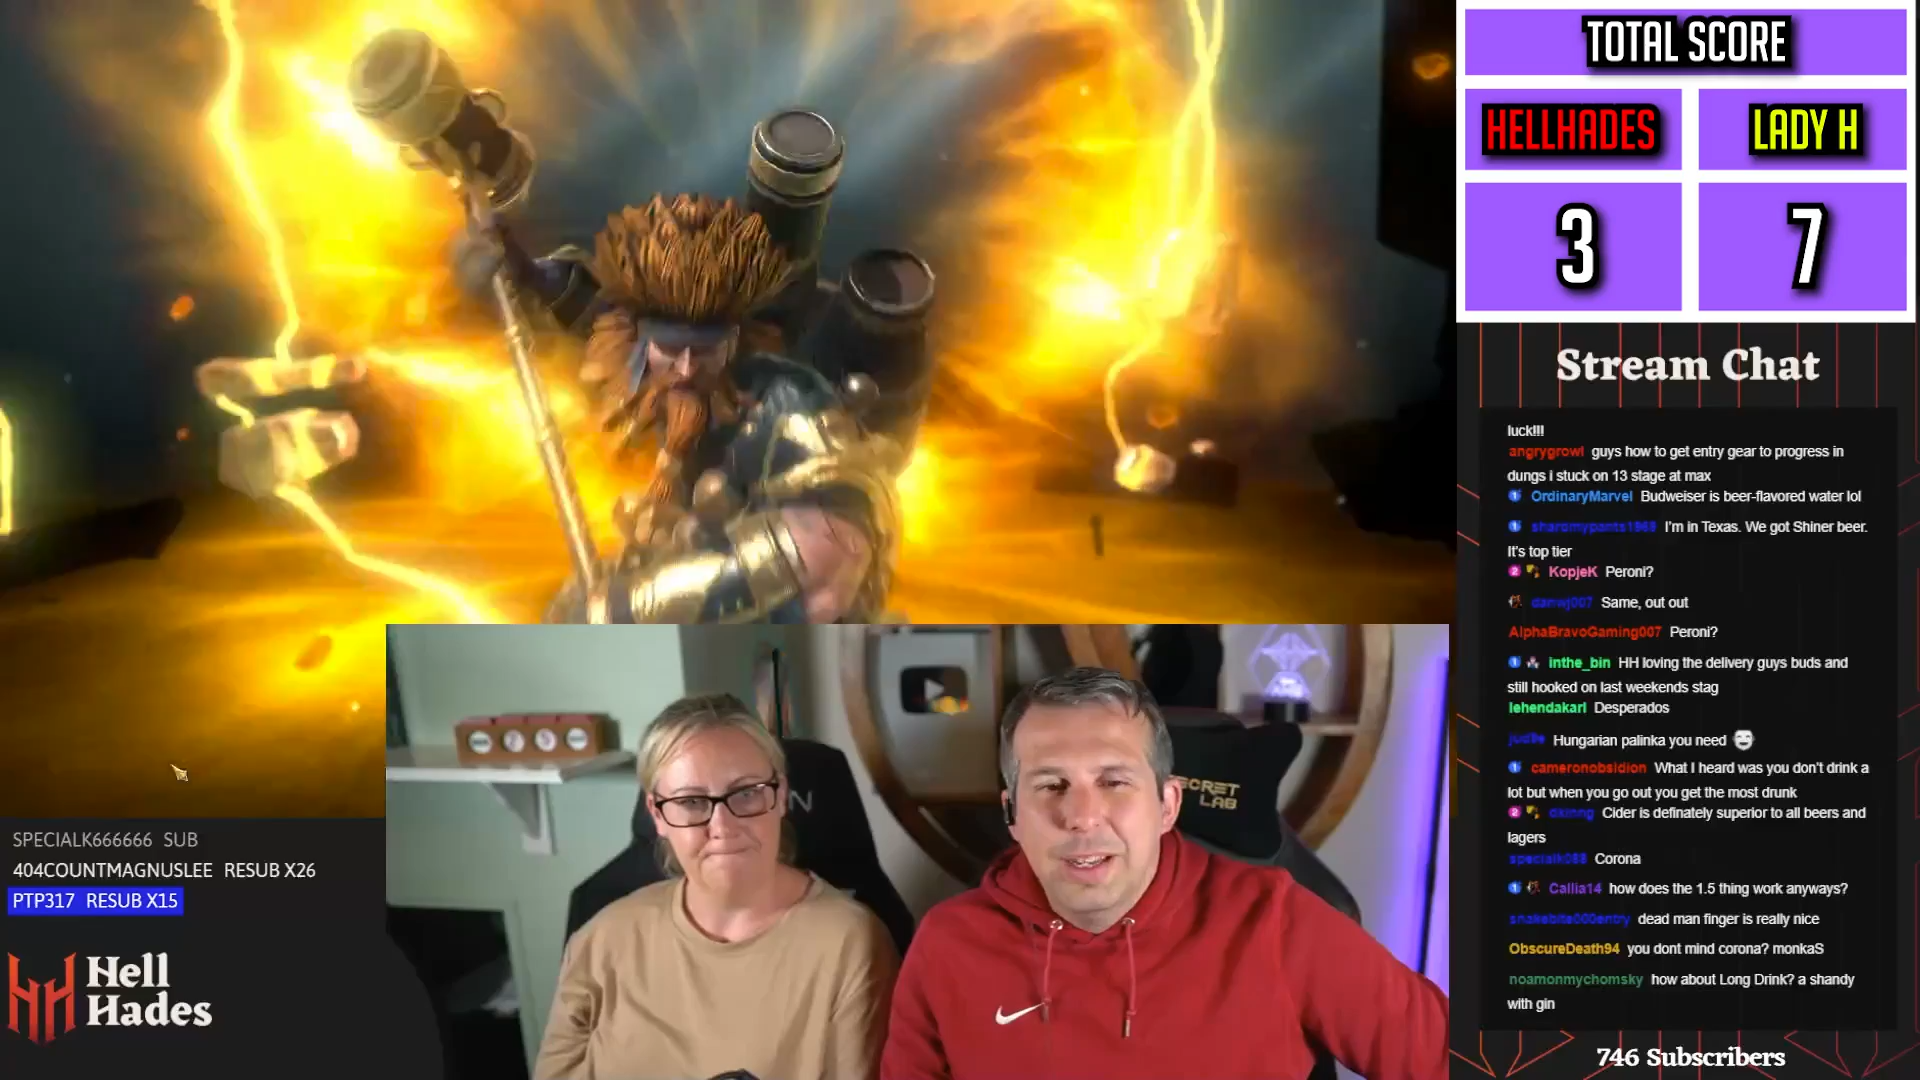 TOTAL SCORE
HELLHADES
LADY H
3
7
Stream Chat
luck!!!
angrygrowl guys how to get entry gear to progress in
dungs i stuck on 13 stage at max
OrdinaryMarvel Budweiser is beer-flavored water lol
I'm in Texas. We got Shiner beer.
It's top tier
KopjeK Peroni?
danwj007 Same, out out
AlphaBravoGaming007 Peroni?
inthe_bin HH loving the delivery guys buds and
still hooked on last weekends stag
lehendakari Desperados
Hungarian palinka you need
cameronobsidion What I heard was you don't drink a
lot but when you go out you get the most drunk
Cider is definately superior to all beers and
lagers
Corona
Callia14 how does the 1.5 thing work anyways?
dead man finger is really nice
ObscureDeath94 you dont mind corona? monkaS
noamonmychomsky how about Long Drink? a shandy
with gin
746 Subscribers
SPECIALK666666 SUB
404COUNTMAGNUSLEE RESUB X26
PTP317 RESUB X15
Hell
Hades
SECRET
LAB